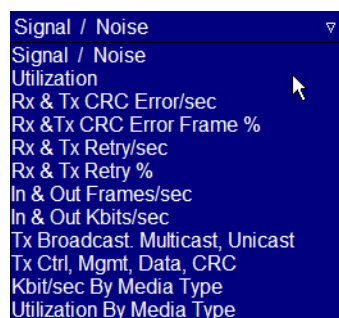 Signal / Noise
Signal / Noise
Utilization
Rx & Tx CRC Error/sec
Rx &Tx CRC Error Frame %
Rx & Tx Retry/sec
Rx & Tx Retry %
In & Out Frames/sec
In & Out Kbits/sec
Tx Broadcast. Multicast, Unicast
Tx Ctrl, Mgmt, Data, CRC
Kbit/sec By Media Type
Utilization By Media Type